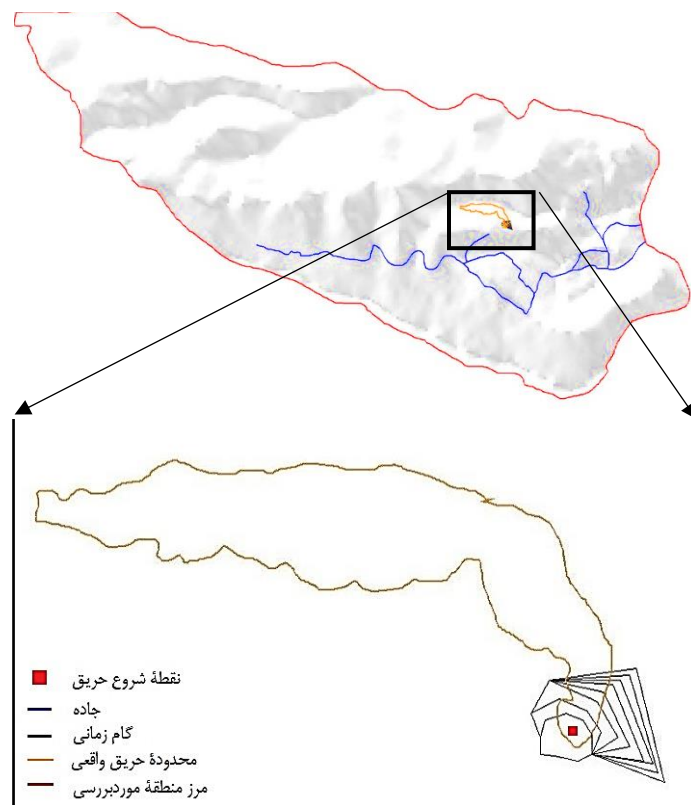 نقطهٔ شروع حریق
جاده
گام زمانی
محدودهٔ حریق واقعی
مرز منطقهٔ موردبررسی